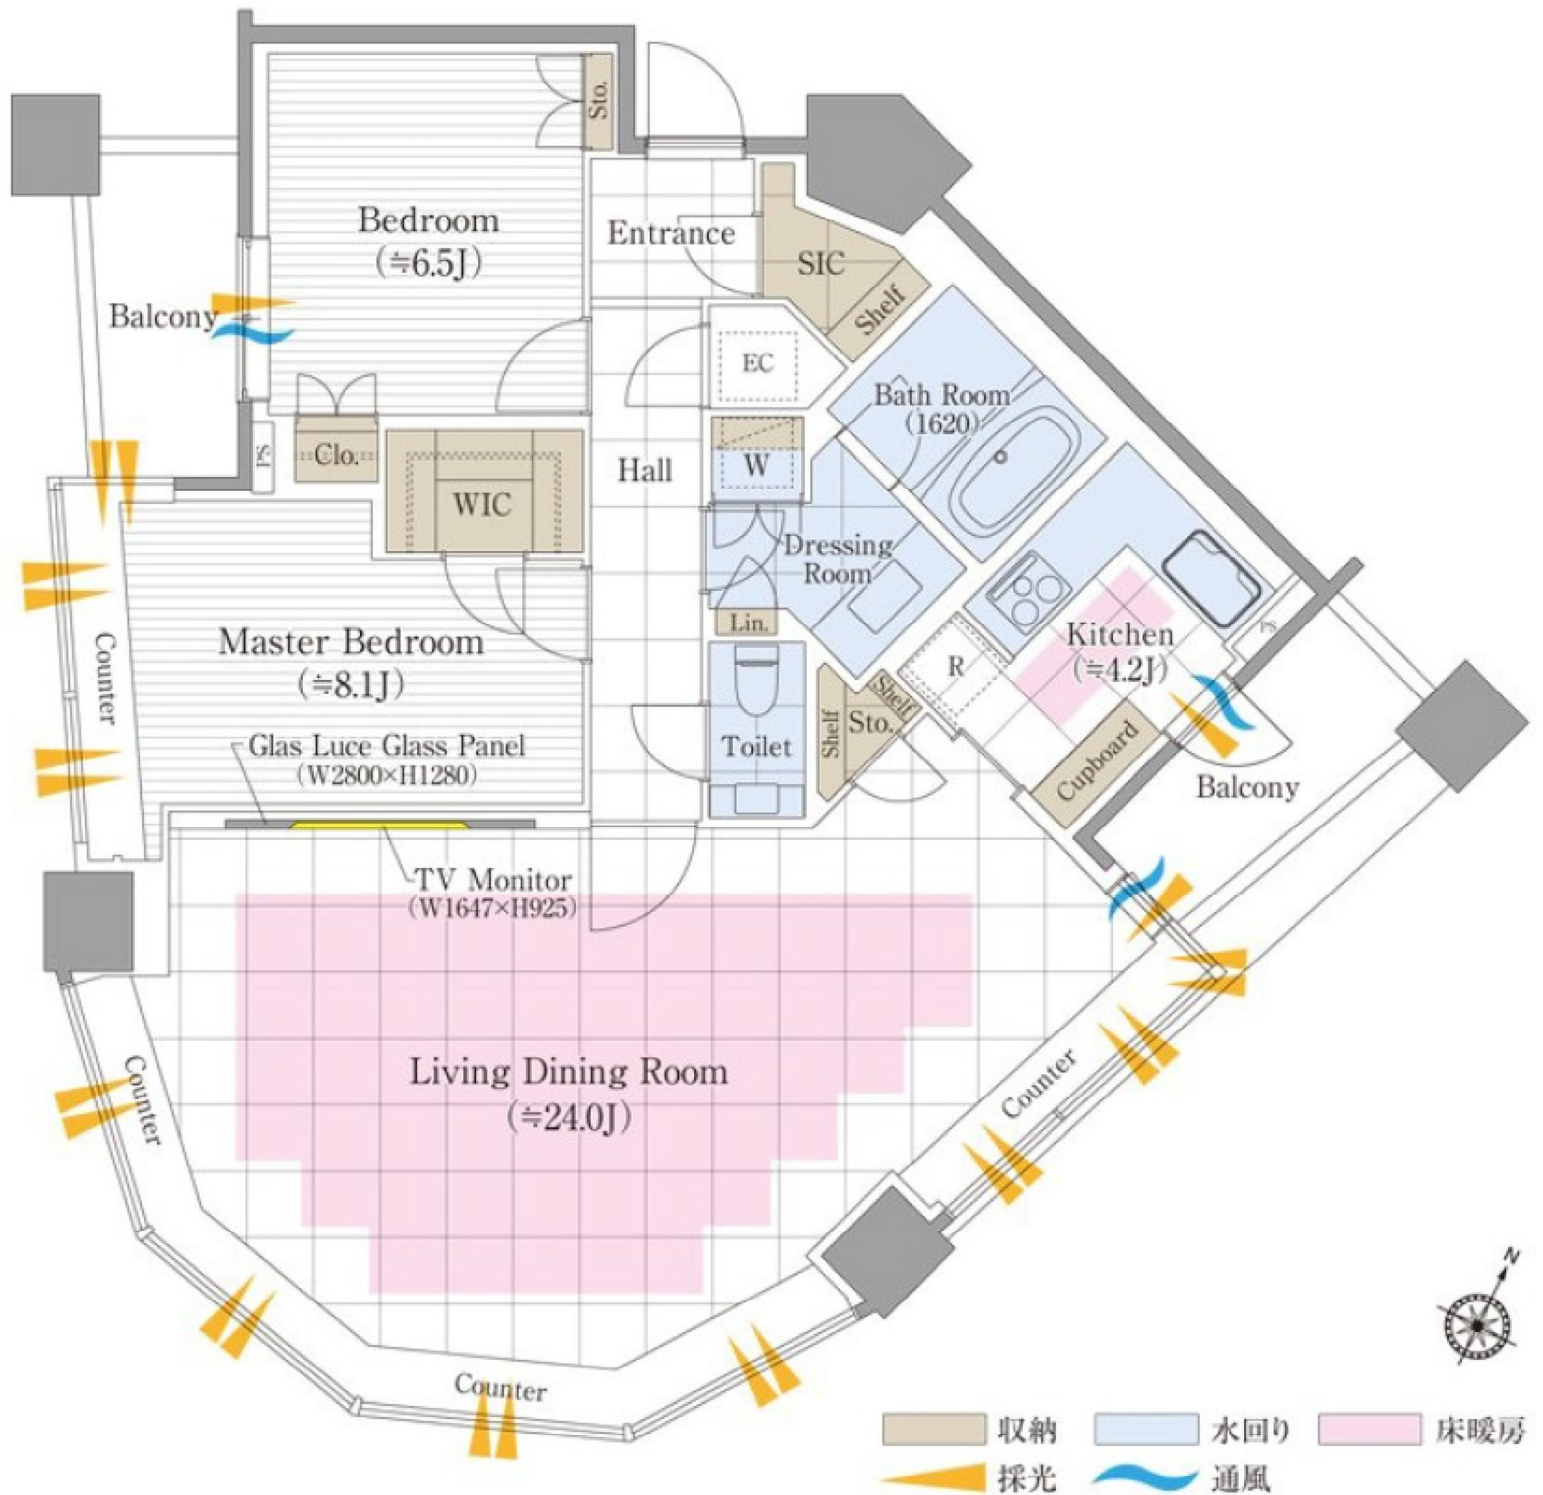 Sto.
Bedroom
(≒6.5J)
Entrance
SIC
Shelf
Balcony
EC
Bath Room
(1620)
PS
Clo.
WIC
Hall
W
Dressing
Room
Lin.
Counter
Master Bedroom
(≒8.1J)
Kitchen
(≒4.2J)
PS
R
Shelf
Shelf
Sto.
Toilet
Cupboard
Balcony
Glas Luce Glass Panel
(W2800×H1280)
TV Monitor
(W1647×H925)
Living Dining Room
(≒24.0J)
Counter
Counter
Counter
N
収納
水回り
床暖房
採光
通風